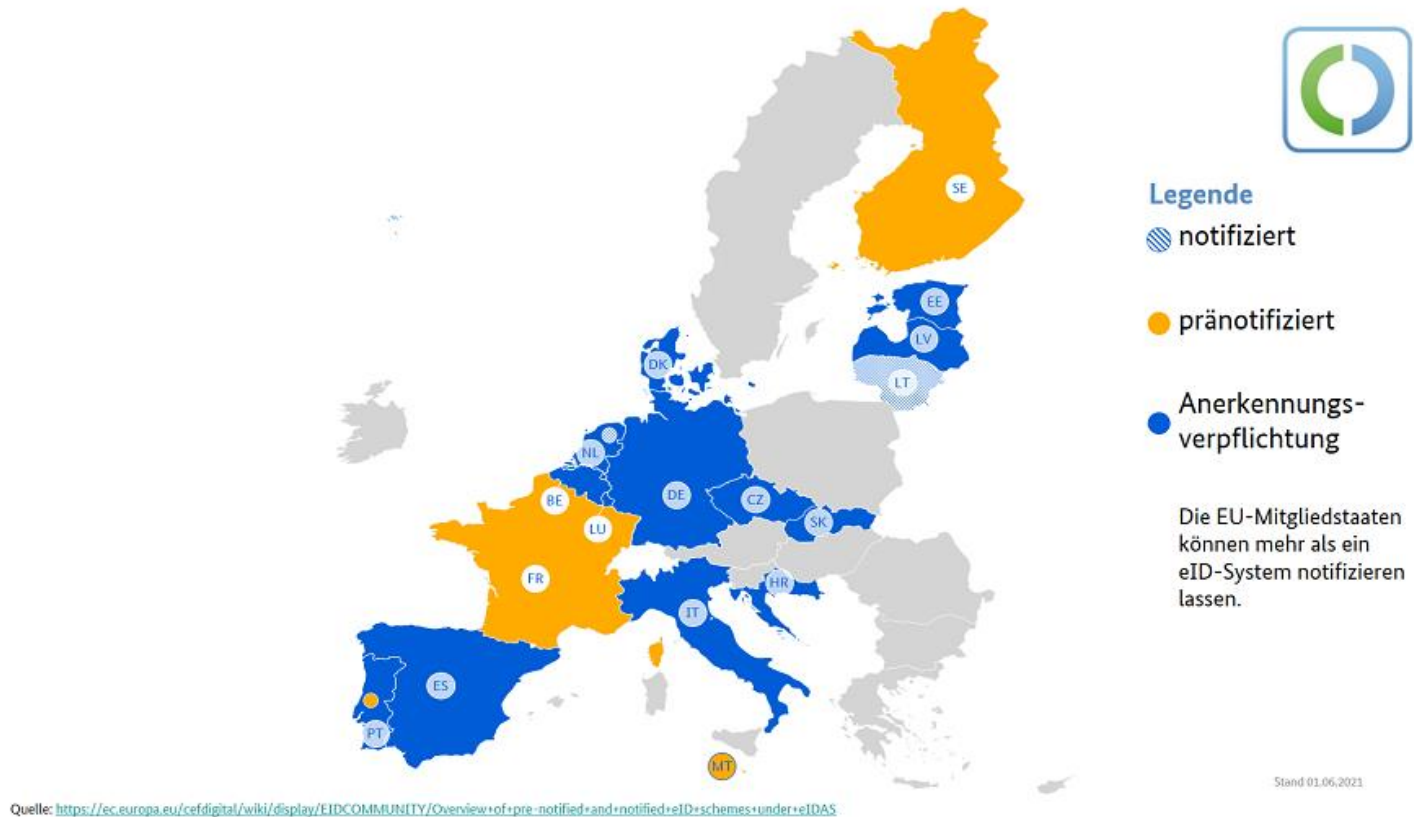 SE
Legende
notifiziert
EE
pränotifiziert
LV
DK
LT
Anerkennungs-
verpflichtung
NL
DE
CZ
BE
SK
LU
Die EU-Mitgliedstaaten
können mehr als ein
eID-System notifizieren
lassen.
FR
HR
IT
ES
PT
MT
Stand 01.06.2021
Quelle: https://ec.europa.eu/cefdigital/wiki/display/EIDCOMMUNITY/Overview+of+pre-notified+and+notified+eID+schemes+under+eIDAS